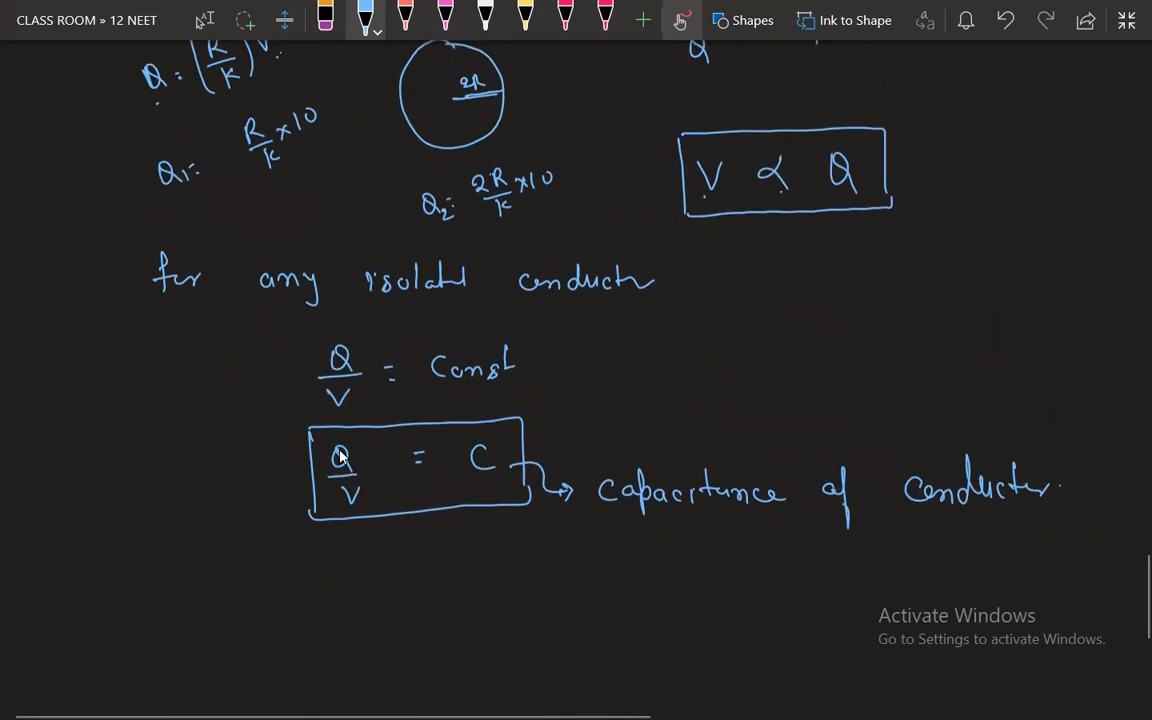 CLASS ROOM » 12 NEET
Shapes
Ink to Shape
Q = (R/K) V
2R
Q
Q1 = R/K × 10
Q2 = 2R/K × 10
V ∝ Q
for any isolated conductor
Q/V = Const
Q/V = C → Capacitance of Conductor.
Activate Windows
Go to Settings to activate Windows.